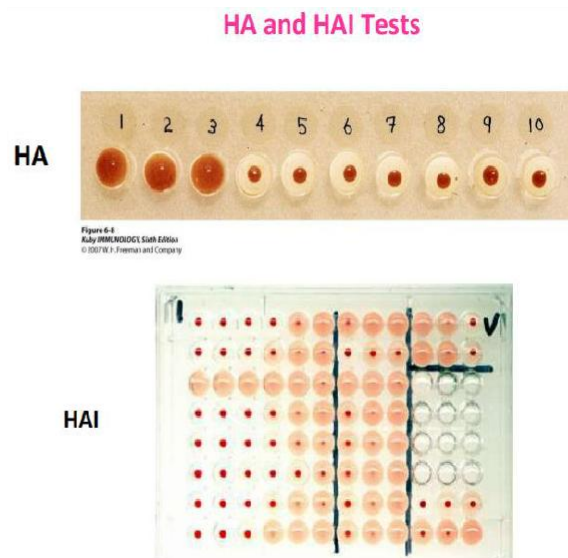 HA and HAI Tests
1 2 3 4 5 6 7 8 9 10
HA
Figure 6-8
Kuby IMMUNOLOGY, Sixth Edition
© 2007 W. H. Freeman and Company
I V
HAI